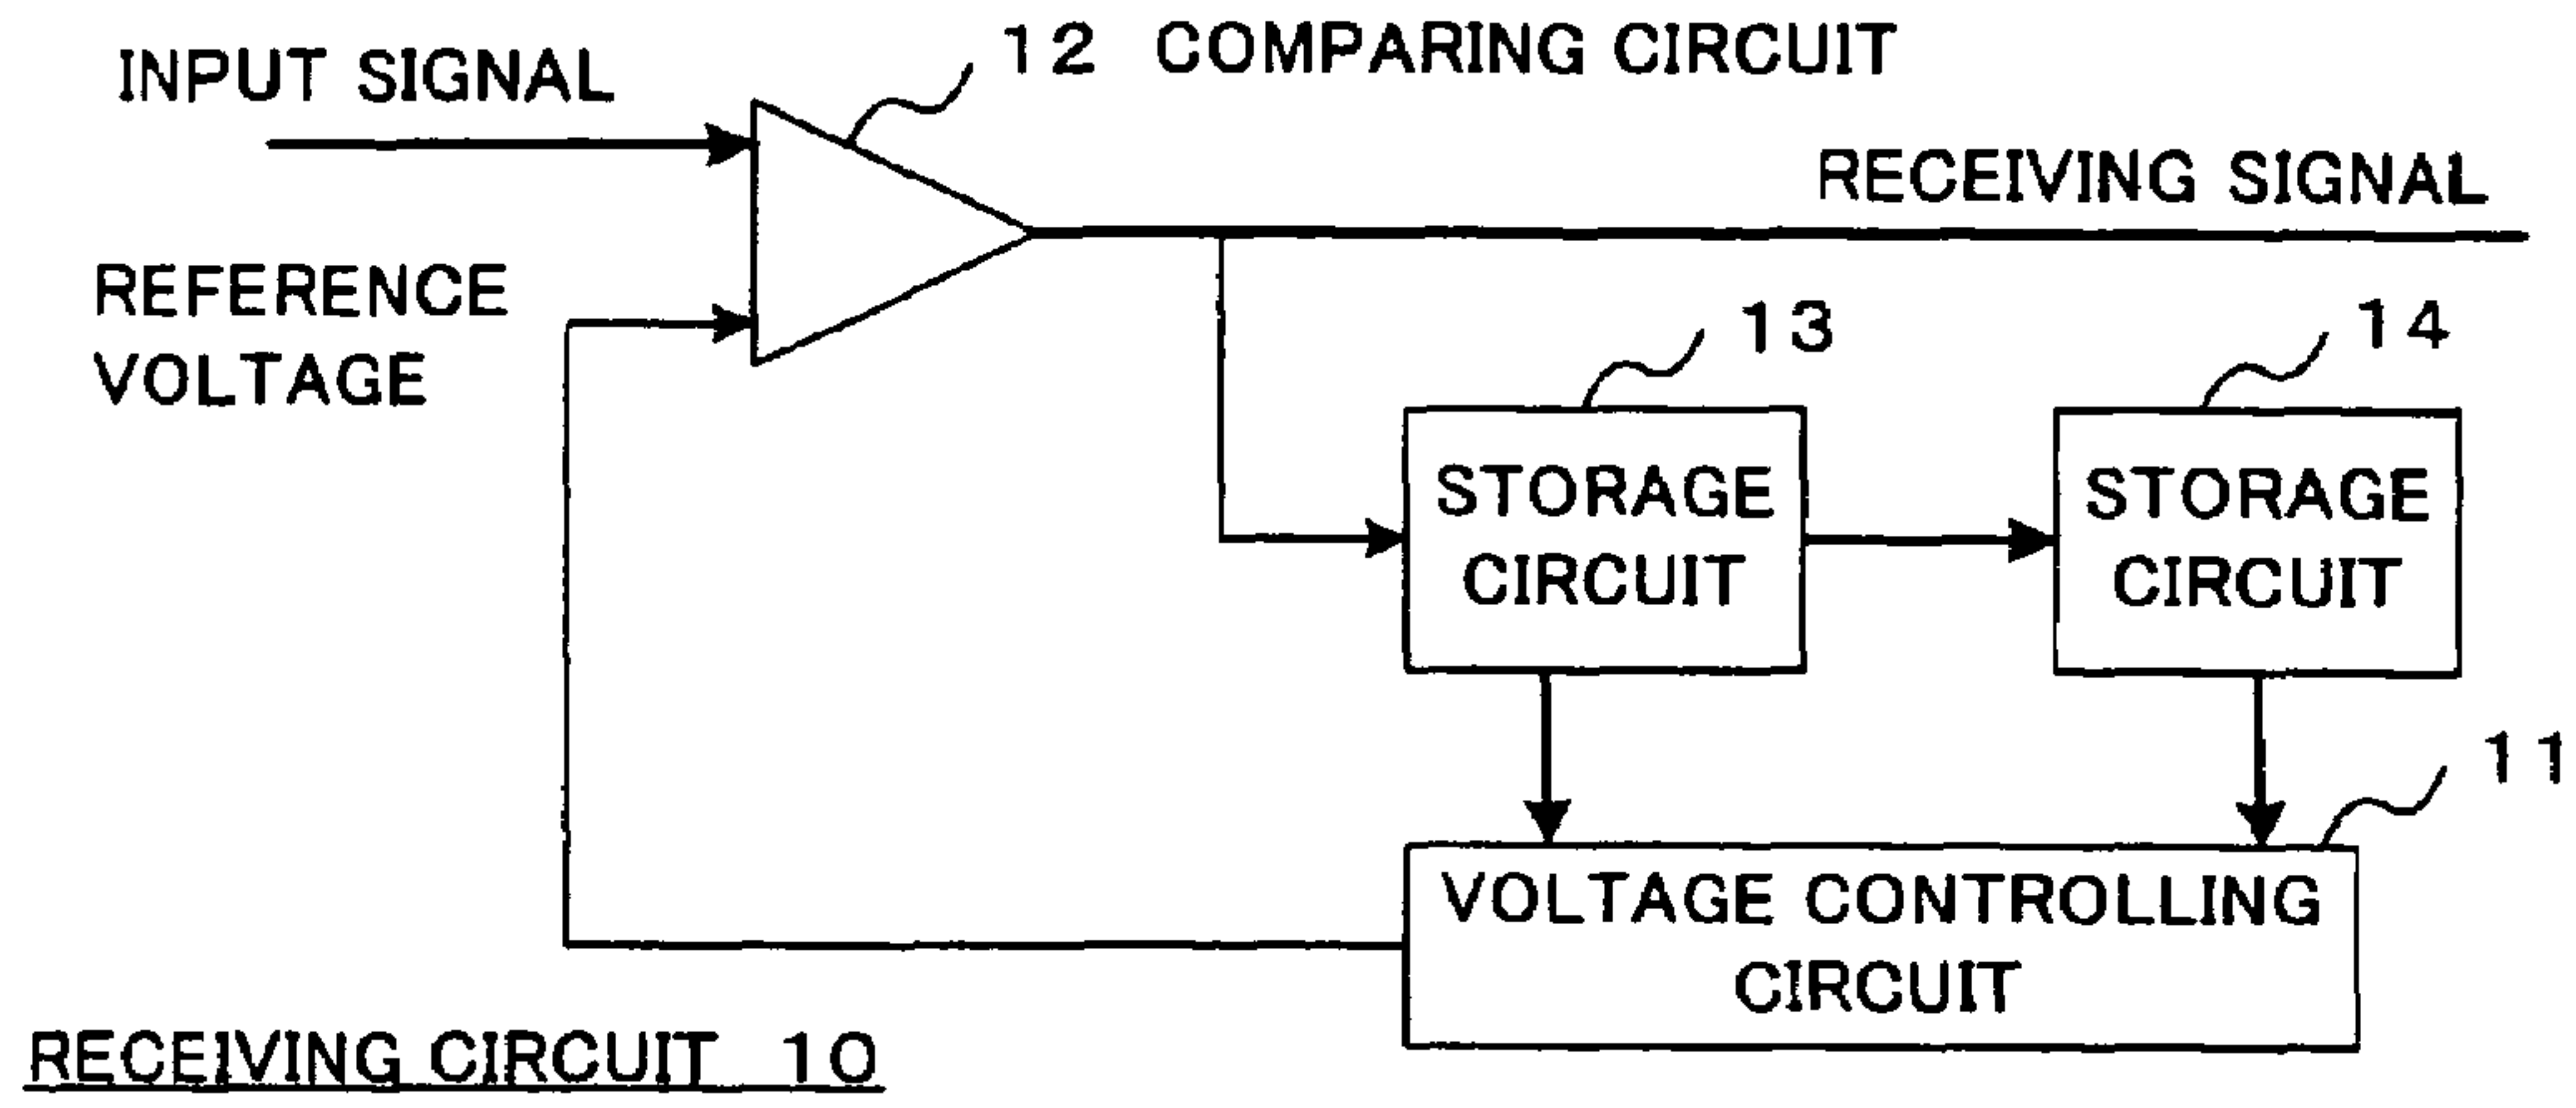 12 COMPARING CIRCUIT
INPUT SIGNAL
RECEIVING SIGNAL
REFERENCE
VOLTAGE
13
14
STORAGE
CIRCUIT
STORAGE
CIRCUIT
11
VOLTAGE CONTROLLING
CIRCUIT
RECEIVING CIRCUIT 10